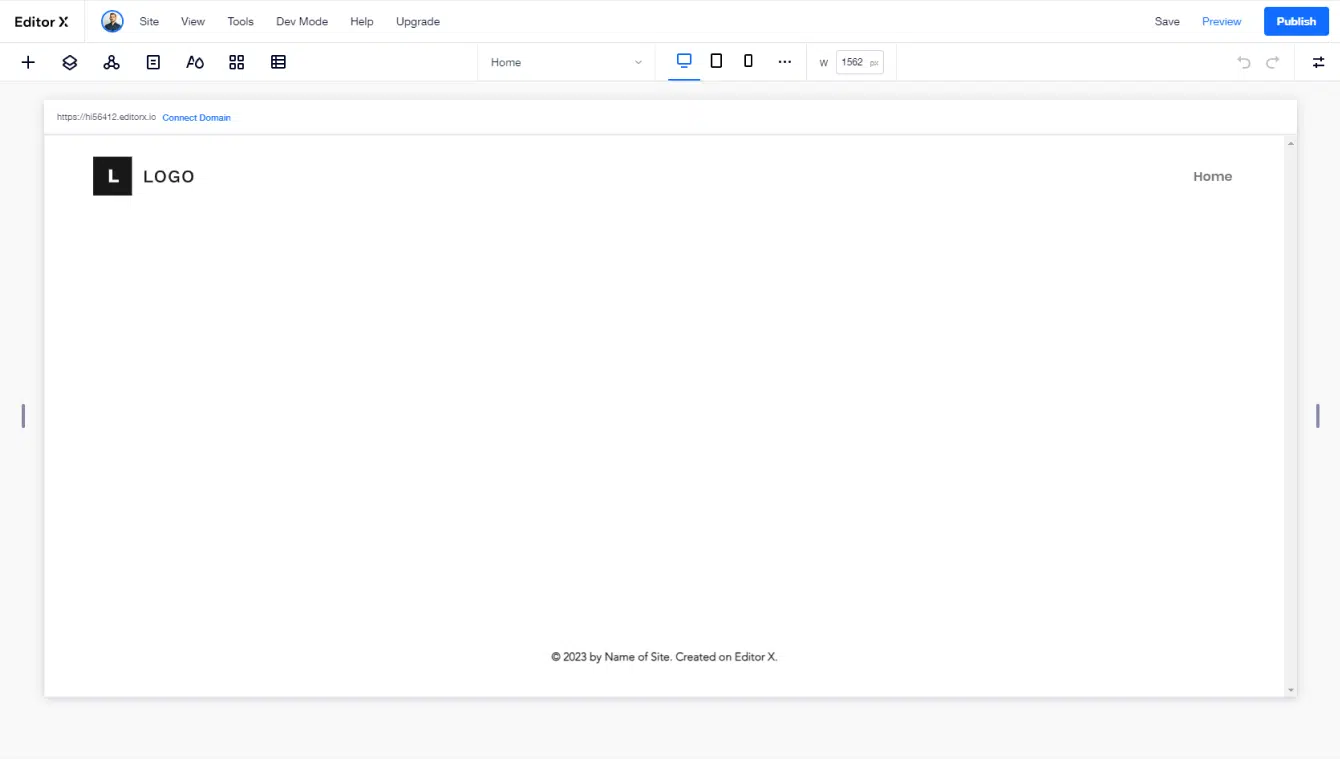 Editor X Site View Tools Dev Mode Help Upgrade Save Preview Publish
Home W 1562 px
https://hi56412.editorx.io Connect Domain
L LOGO Home
© 2023 by Name of Site. Created on Editor X.